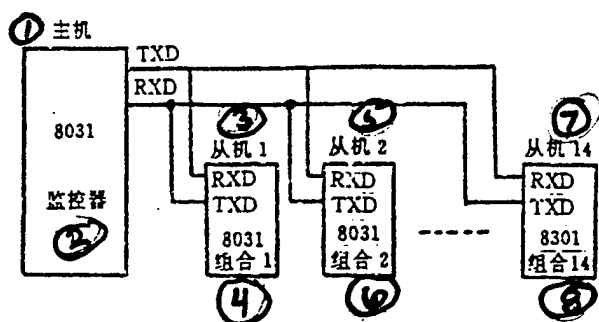 ① 主机
TXD
RXD
8031
监控器
②
③
从机1
RXD
TXD
8031
组合1
④
⑤
从机2
RXD
TXD
8031
组合2
⑥
⑦
从机14
RXD
TXD
8301
组合14
⑧